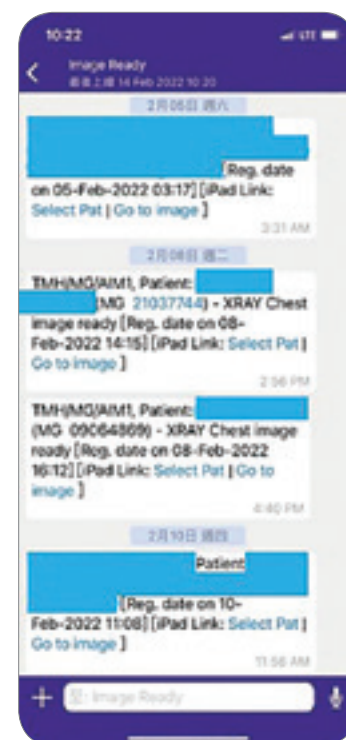 10:22
LTE
Image Ready
14 Feb 2022 10:20
2月05日 週六
[Reg. date
on 05-Feb-2022 03:17] [iPad Link:
Select Pat | Go to image ]
3:31 AM
2月08日 週二
TMH/MG/AIM1, Patient:
(MG 21037744) - XRAY Chest
image ready [Reg. date on 08-
Feb-2022 14:15] [iPad Link: Select Pat |
Go to image ]
2:56 PM
TMH/MG/AIM1, Patient:
(MG 09064869) - XRAY Chest image
ready [Reg. date on 08-Feb-2022
16:12] [iPad Link: Select Pat | Go to
image ]
4:40 PM
2月10日 週四
Patient
[Reg. date on 10-
Feb-2022 11:08] [iPad Link: Select Pat |
Go to image ]
11:56 AM
Image Ready